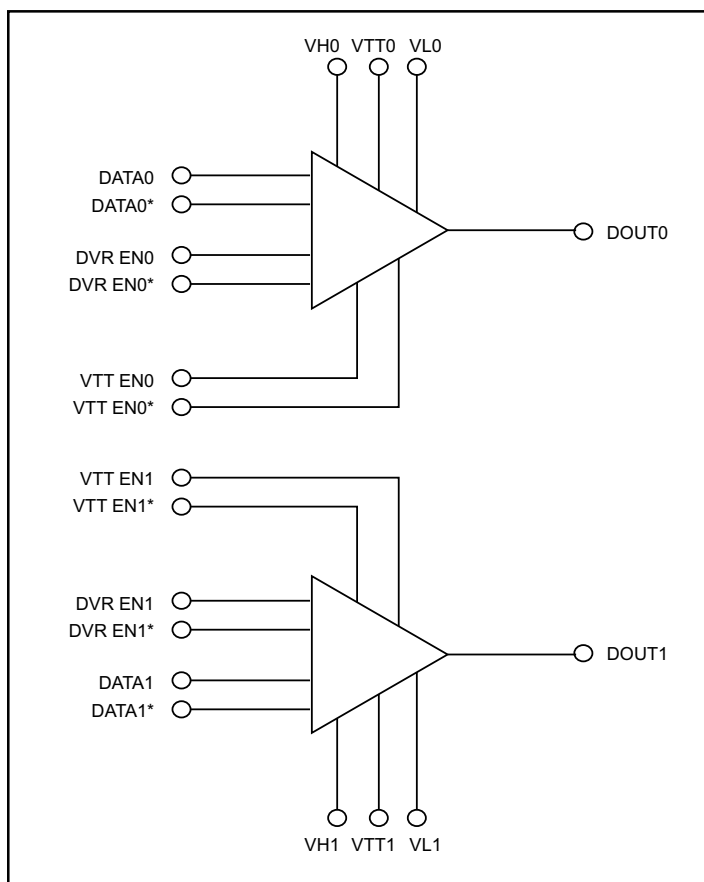 VH0 VTT0 VL0
DATA0
DATA0*
DVR EN0
DVR EN0*
DOUT0
VTT EN0
VTT EN0*
VTT EN1
VTT EN1*
DVR EN1
DVR EN1*
DOUT1
DATA1
DATA1*
VH1 VTT1 VL1